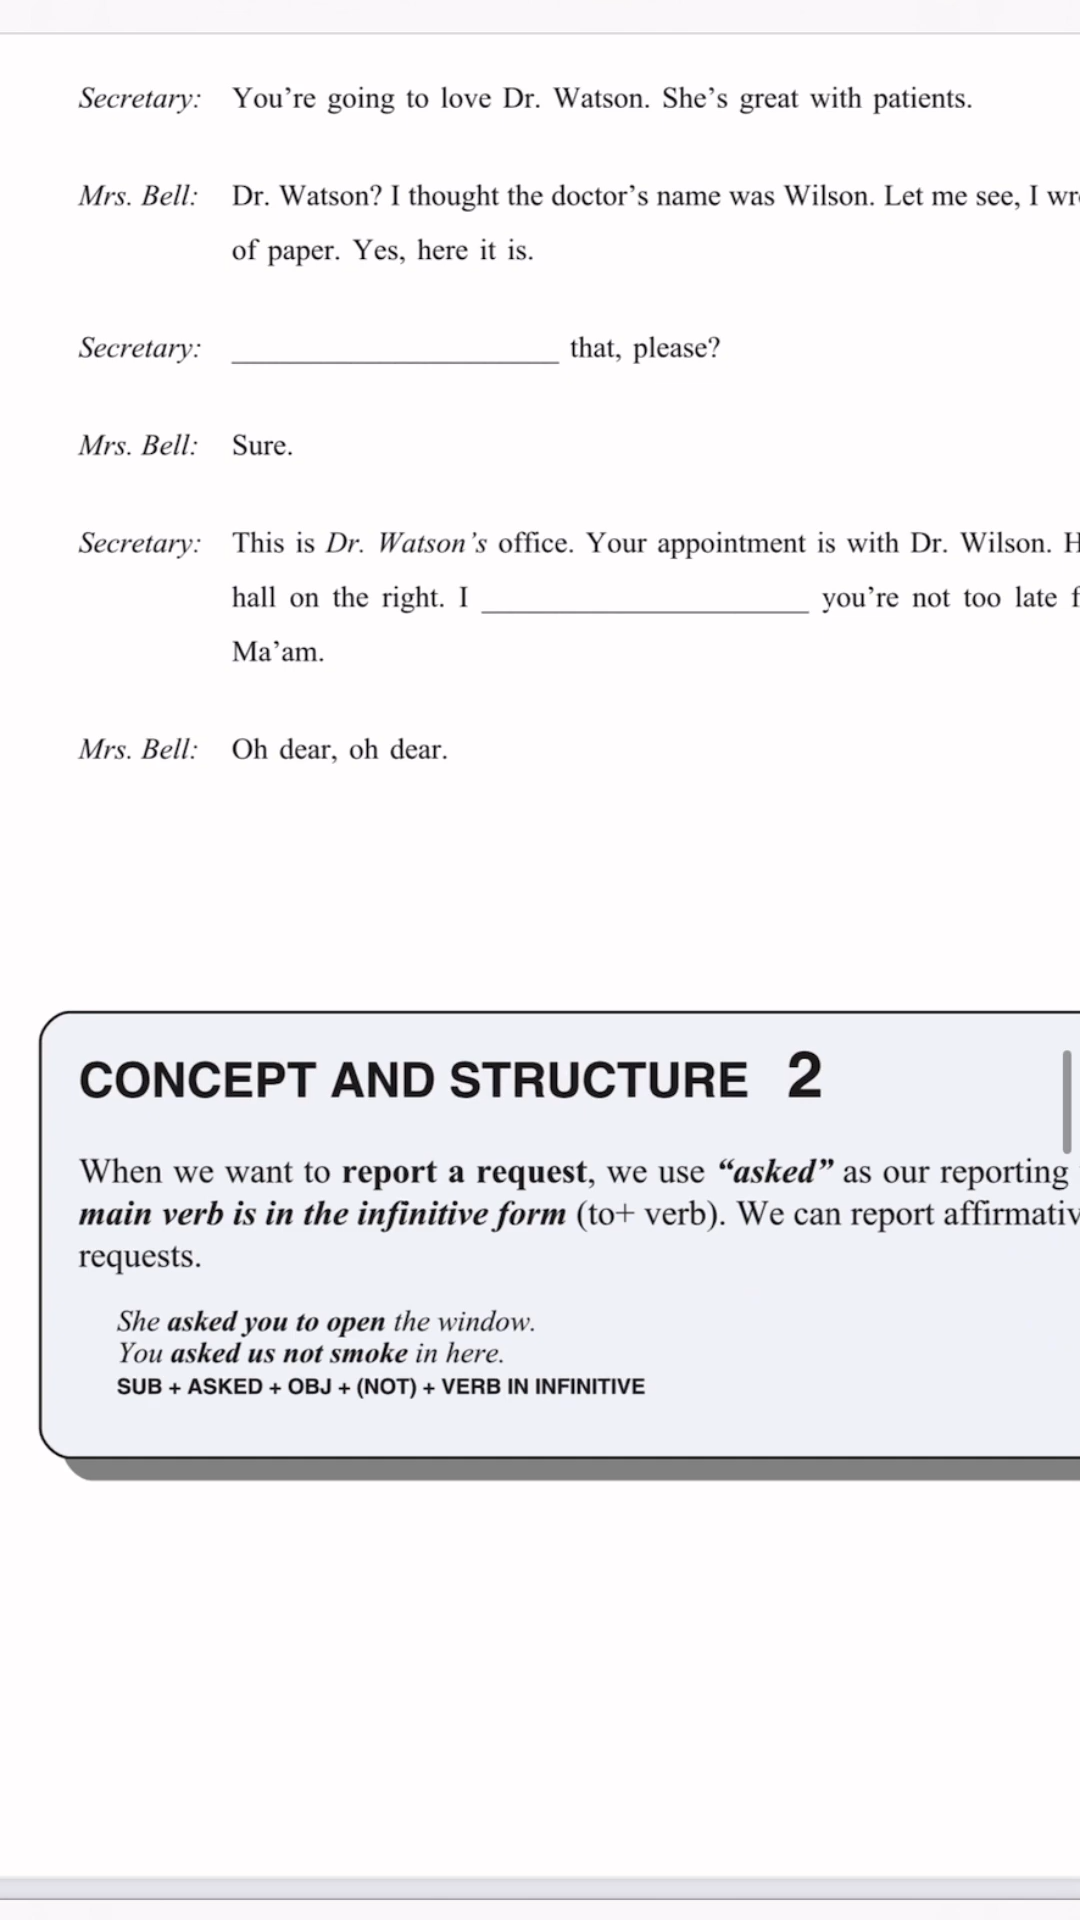 Secretary: You’re going to love Dr. Watson. She’s great with patients.
Mrs. Bell: Dr. Watson? I thought the doctor’s name was Wilson. Let me see, I
of paper. Yes, here it is.
Secretary: ______________________ that, please?
Mrs. Bell: Sure.
Secretary: This is Dr. Watson’s office. Your appointment is with Dr. Wilson.
hall on the right. I ______________________ you’re not too late
Ma’am.
Mrs. Bell: Oh dear, oh dear.
CONCEPT AND STRUCTURE 2
When we want to report a request, we use “asked” as our reporting
main verb is in the infinitive form (to+ verb). We can report
requests.
She asked you to open the window.
You asked us not smoke in here.
SUB + ASKED + OBJ + (NOT) + VERB IN INFINITIVE